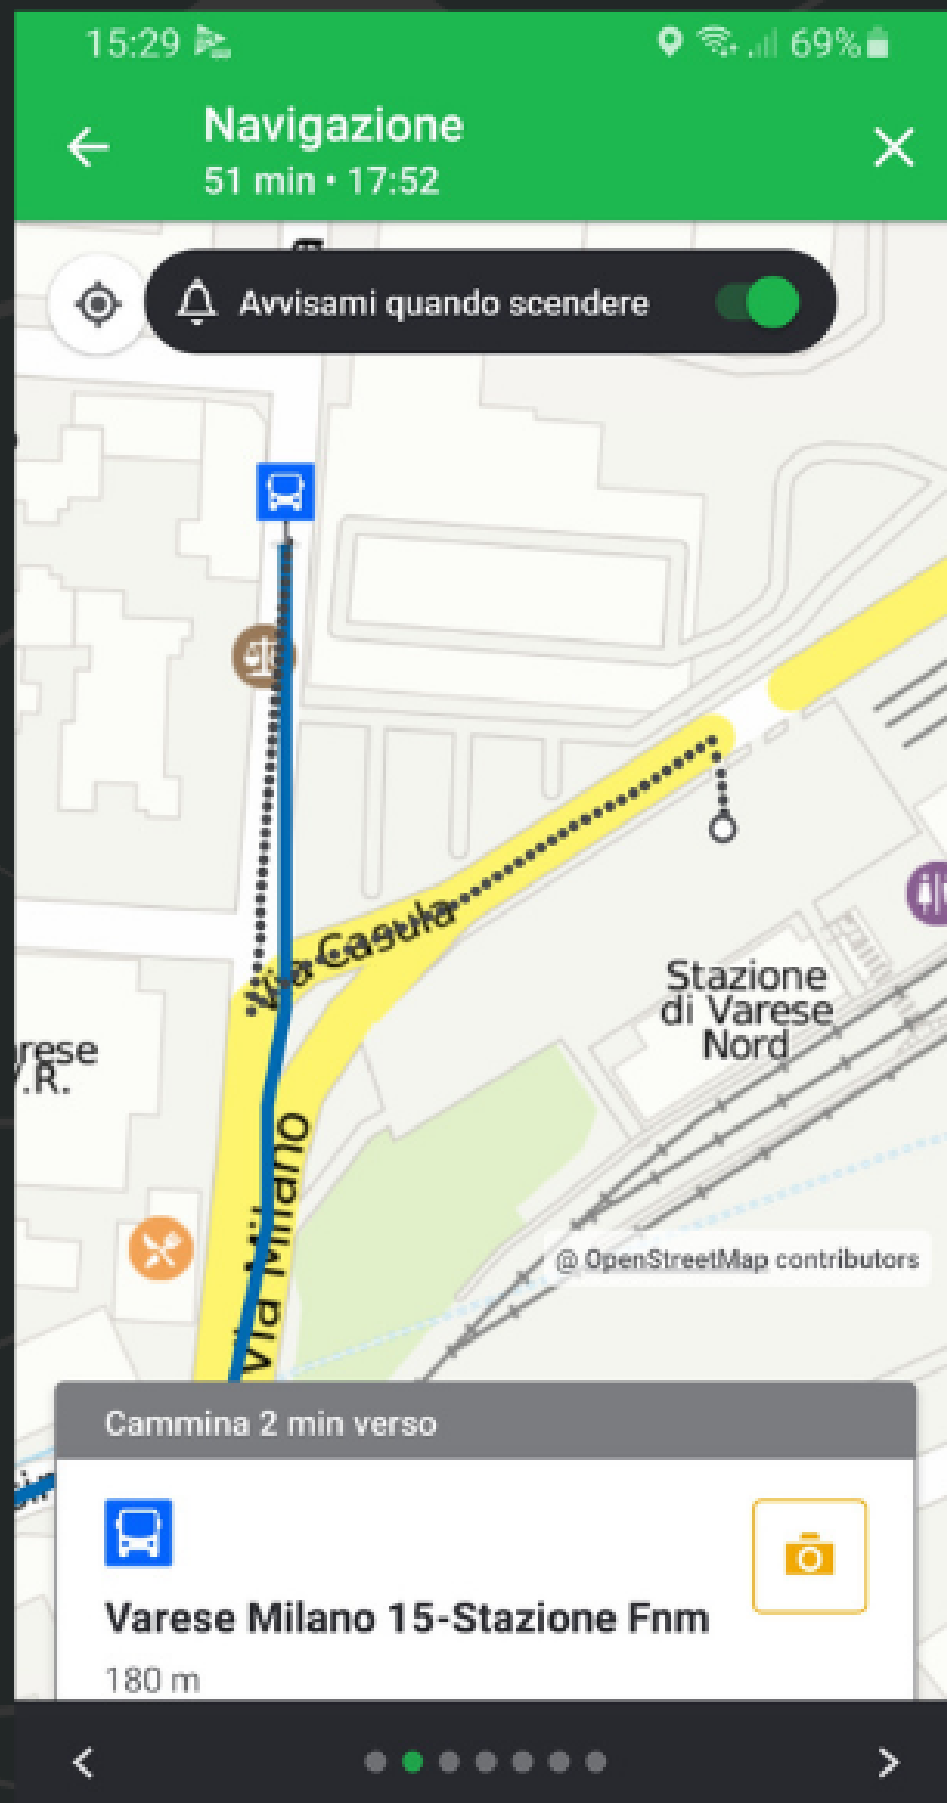 15:29
69%
Navigazione
51 min • 17:52
Avvisami quando scendere
Via Casula
Stazione
di Varese
Nord
Via Milano
@ OpenStreetMap contributors
Cammina 2 min verso
Varese Milano 15-Stazione Fnm
180 m